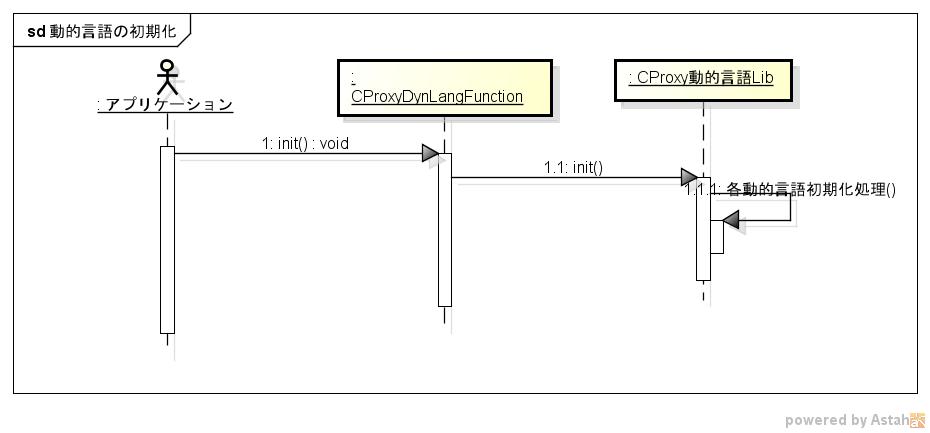 sd 動的言語の初期化
: アプリケーション
:
CProxyDynLangFunction
: CProxy動的言語Lib
1: init() : void
1.1: init()
1.1.1: 各動的言語初期化処理()
powered by Astah